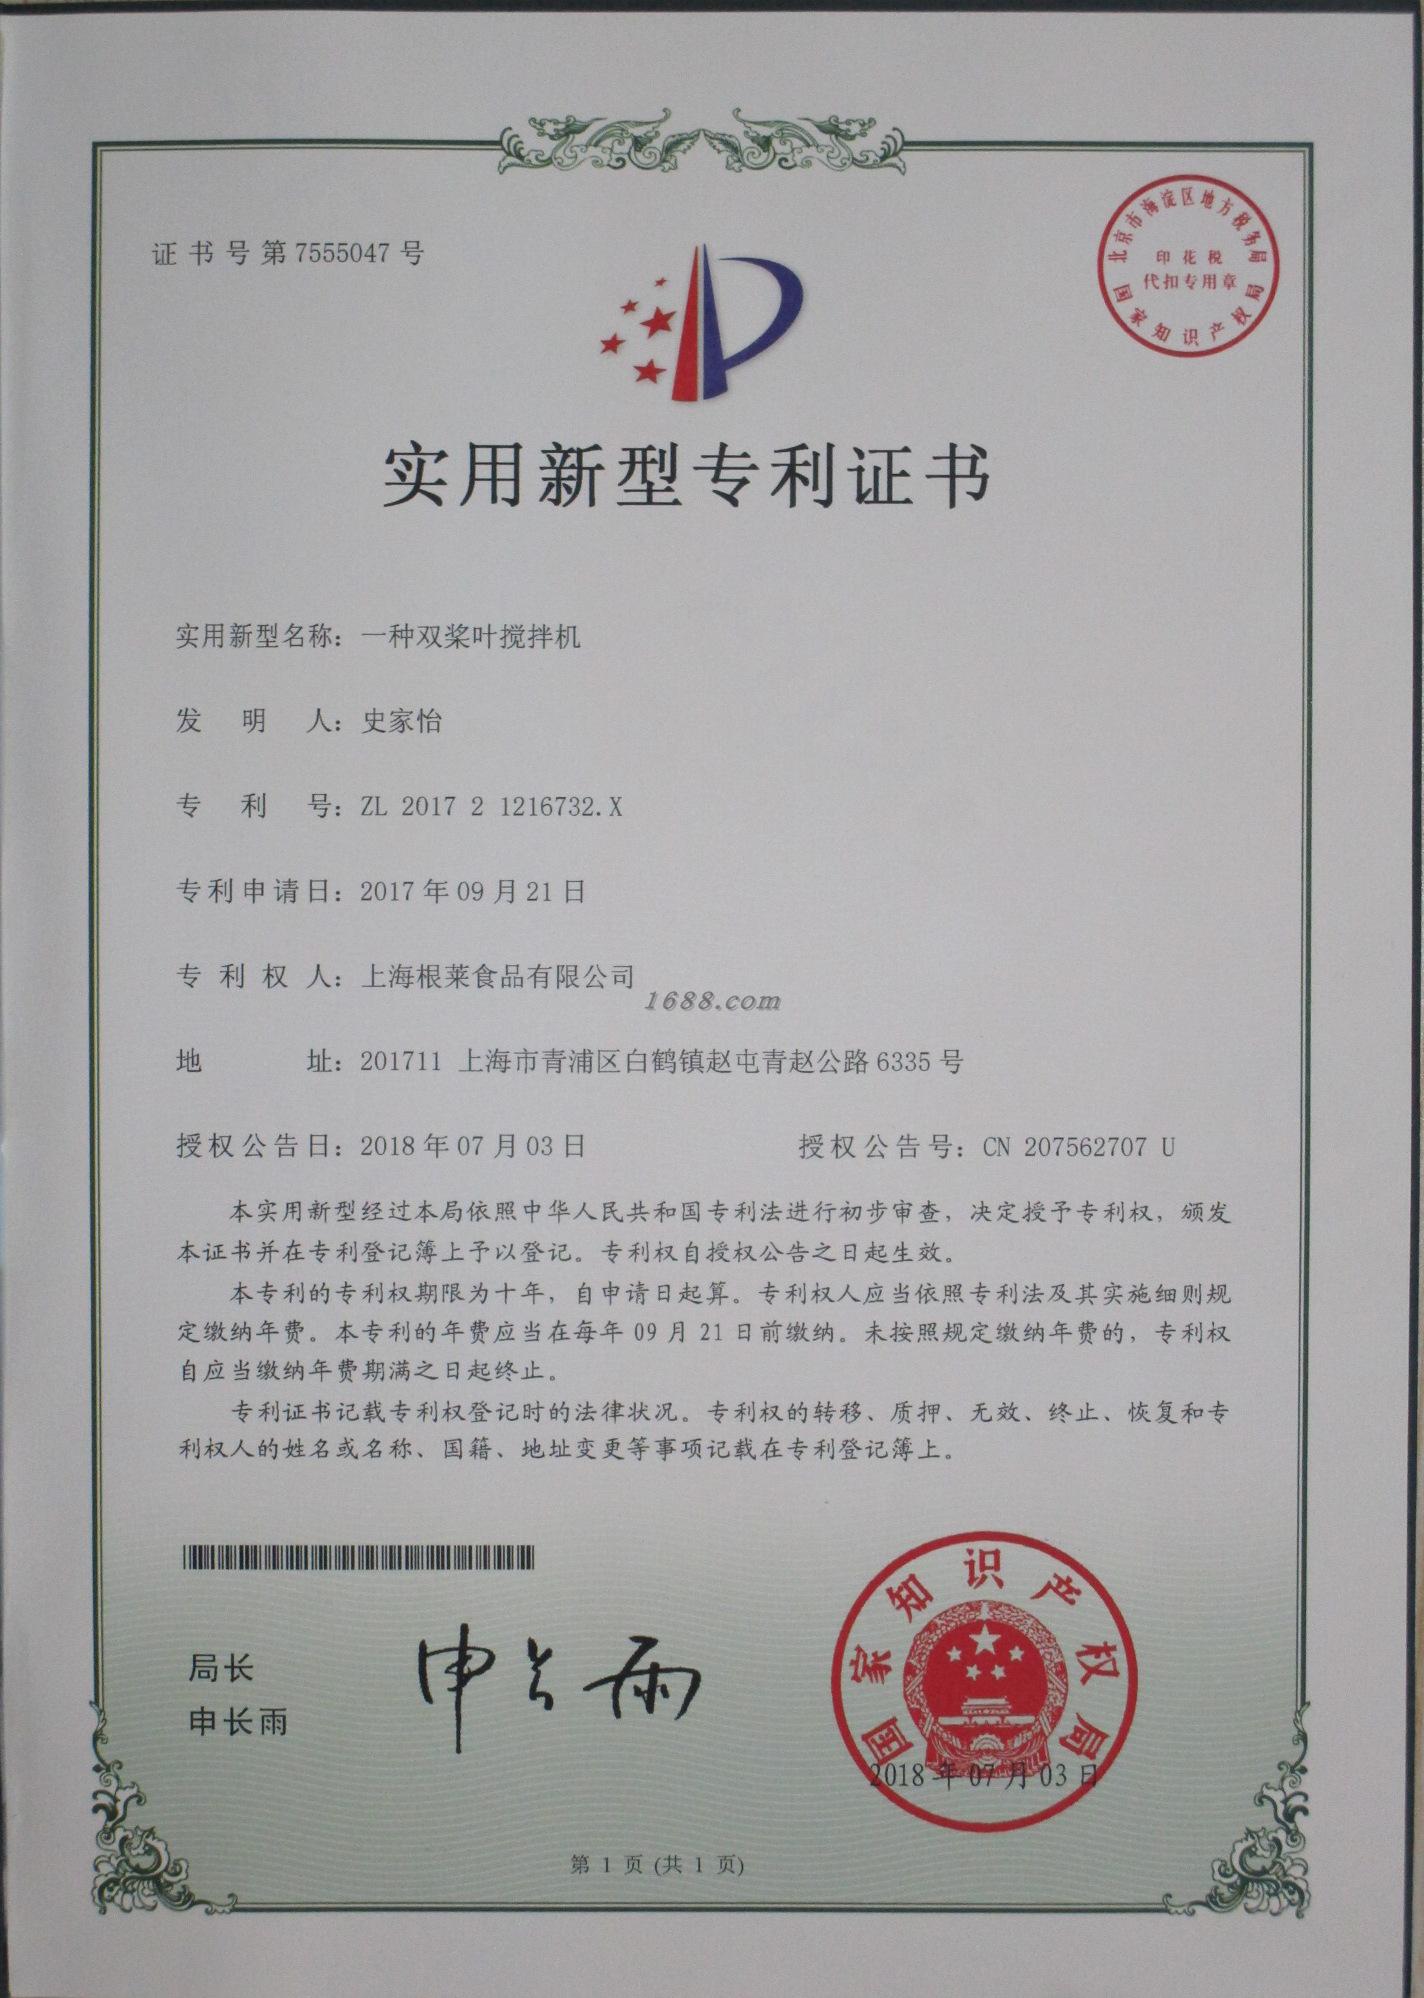 证书号第7555047号
北京市海淀区地方税务局
印花税
代扣专用章
国家知识产权局
实用新型专利证书
实用新型名称：一种双桨叶搅拌机
发明人：史家怡
专利号：ZL 2017 2 1216732.X
专利申请日：2017年09月21日
专利权人：上海根莱食品有限公司
1688.com
地址：201711 上海市青浦区白鹤镇赵屯青赵公路6335号
授权公告日：2018年07月03日 授权公告号：CN 207562707 U
本实用新型经过本局依照中华人民共和国专利法进行初步审查，决定授予专利权，颁发
本证书并在专利登记簿上予以登记。专利权自授权公告之日起生效。
本专利的专利权期限为十年，自申请日起算。专利权人应当依照专利法及其实施细则规
定缴纳年费。本专利的年费应当在每年09月21日前缴纳。未按照规定缴纳年费的，专利权
自应当缴纳年费期满之日起终止。
专利证书记载专利权登记时的法律状况。专利权的转移、质押、无效、终止、恢复和专
利权人的姓名或名称、国籍、地址变更等事项记载在专利登记簿上。
局长
申长雨
申长雨
国家知识产权局
2018年07月03日
第1页(共1页)